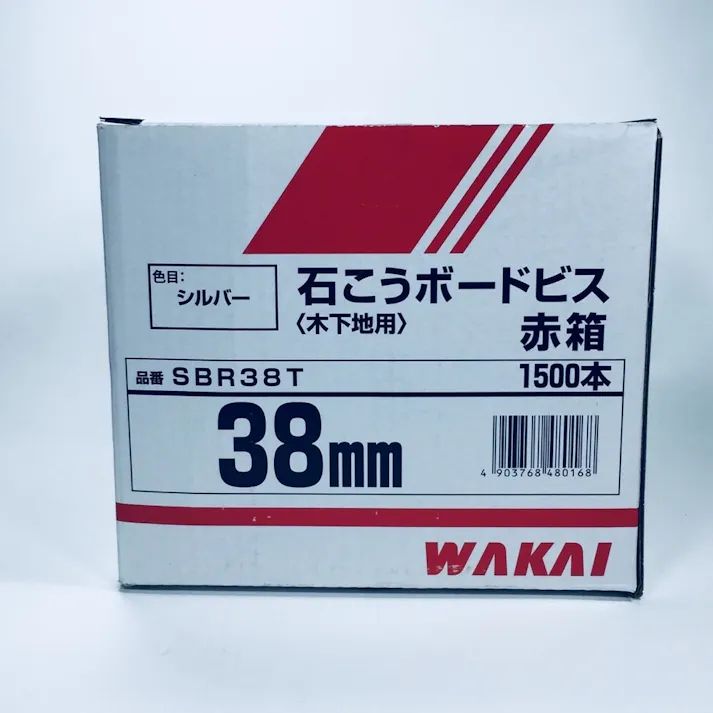 色目:
シルバー
石こうボードビス
〈木下地用〉
赤箱
品番 SBR38T
1500本
38mm
4 903768 480168
WAKAI